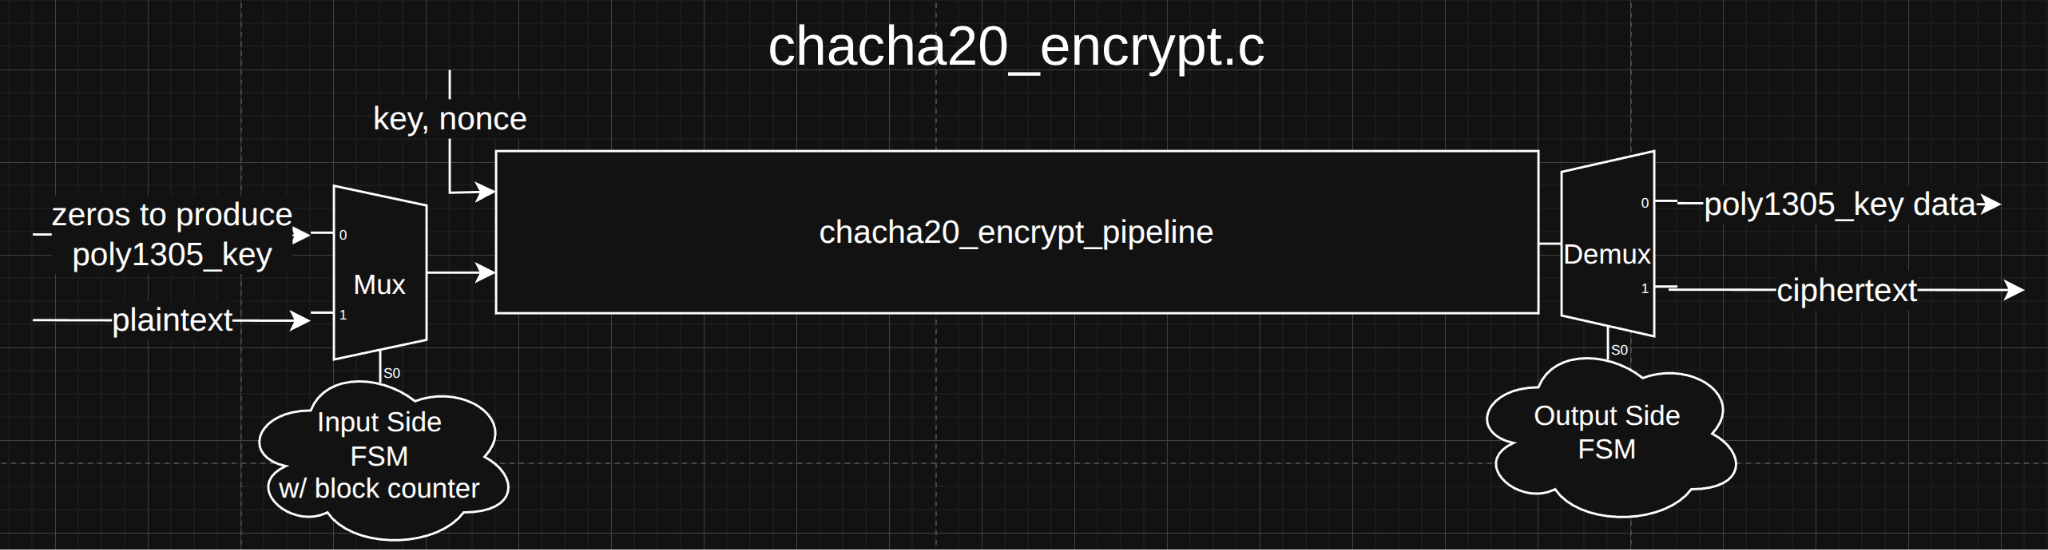 chacha20_encrypt.c
key, nonce
zeros to produce
poly1305_key
plaintext
0
1
Mux
S0
Input Side
FSM
w/ block counter
chacha20_encrypt_pipeline
Demux
0
1
S0
Output Side
FSM
poly1305_key data
ciphertext